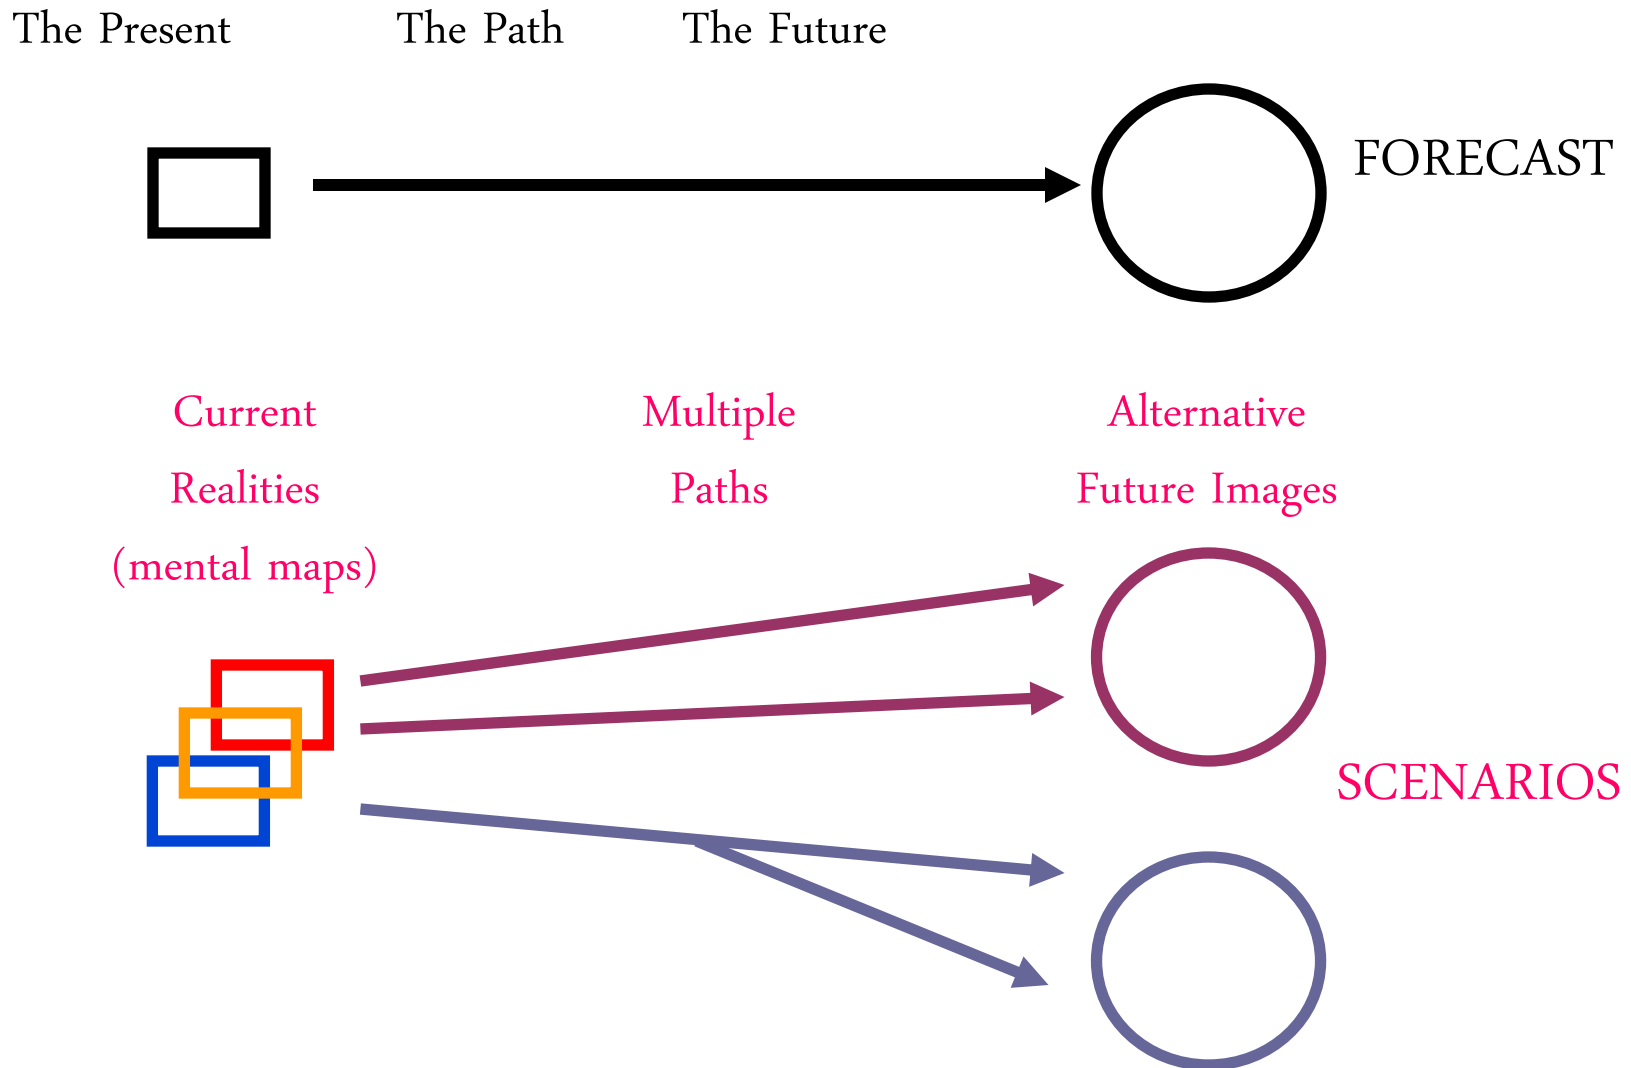 The Present The Path The Future
FORECAST
Current Multiple Alternative
Realities Paths Future Images
(mental maps)
SCENARIOS